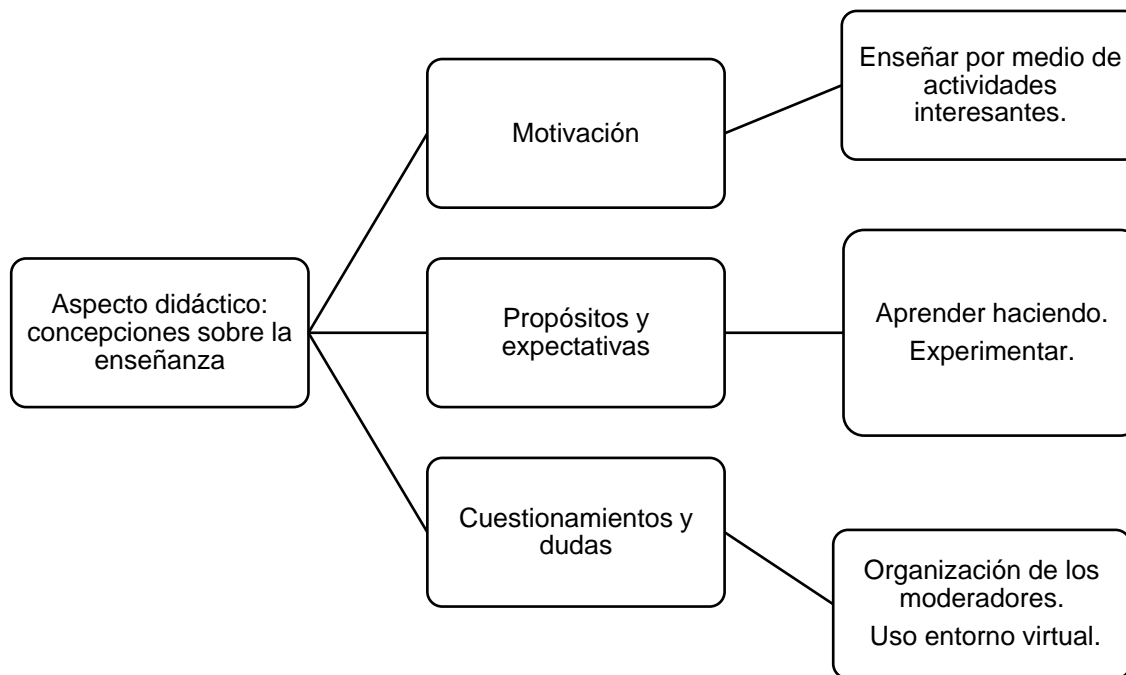 Aspecto didáctico:
concepciones sobre la
enseñanza
Motivación
Enseñar por medio de
actividades
interesantes.
Propósitos y
expectativas
Aprender haciendo.
Experimentar.
Cuestionamientos y
dudas
Organización de los
moderadores.
Uso entorno virtual.